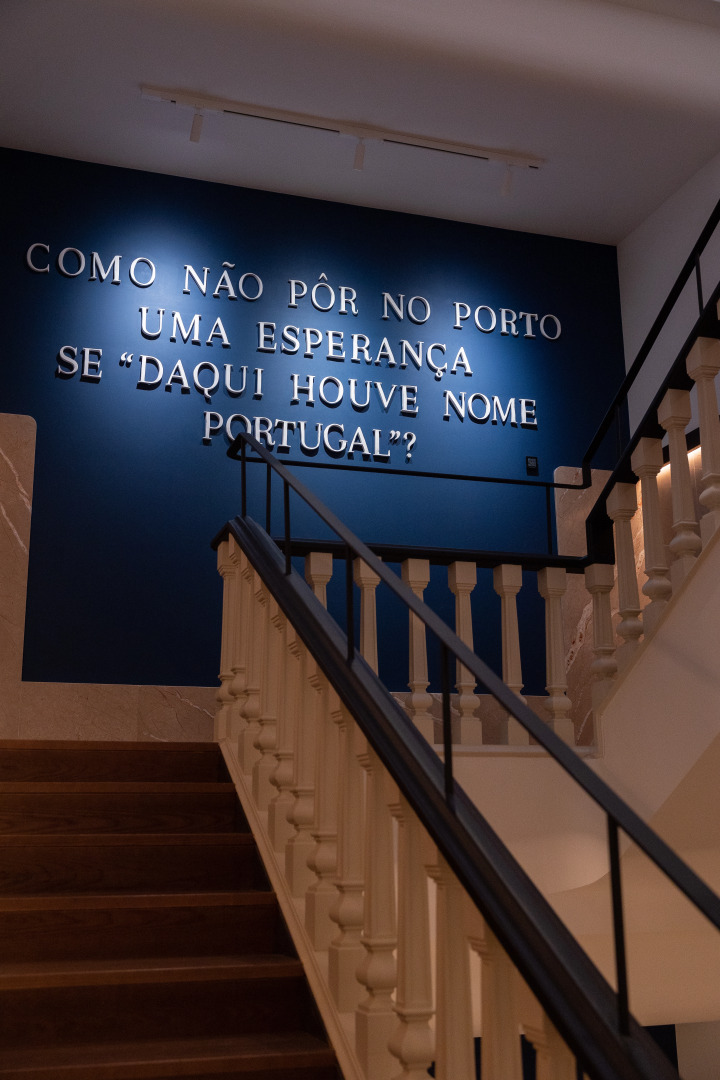 COMO NÃO PÔR NO PORTO
UMA ESPERANÇA
SE “DAQUI HOUVE NOME
PORTUGAL”?